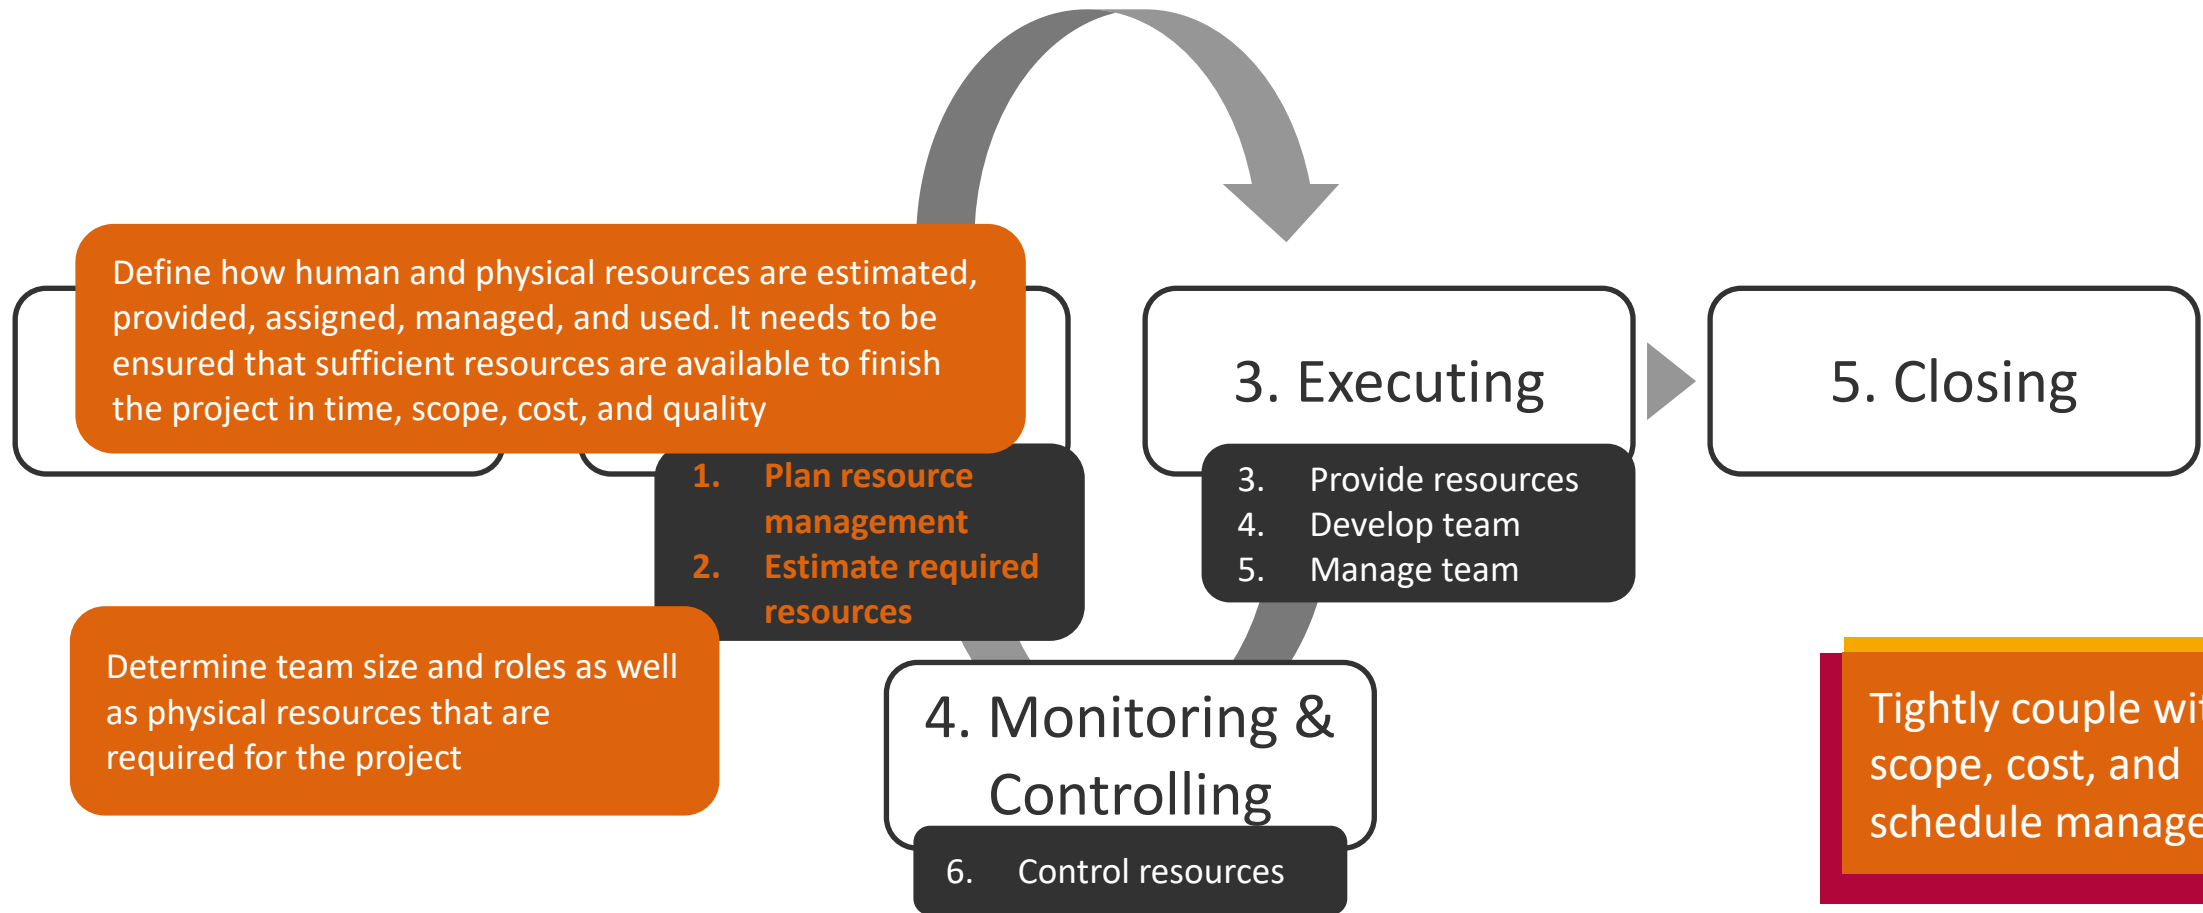 Define how human and physical resources are estimated,
provided, assigned, managed, and used. It needs to be
ensured that sufficient resources are available to finish
the project in time, scope, cost, and quality
3. Executing
5. Closing
1. Plan resource
management
2. Estimate required
resources
3. Provide resources
4. Develop team
5. Manage team
Determine team size and roles as well
as physical resources that are
required for the project
4. Monitoring &
Controlling
6. Control resources
Tightly couple
scope, cost, and
schedule